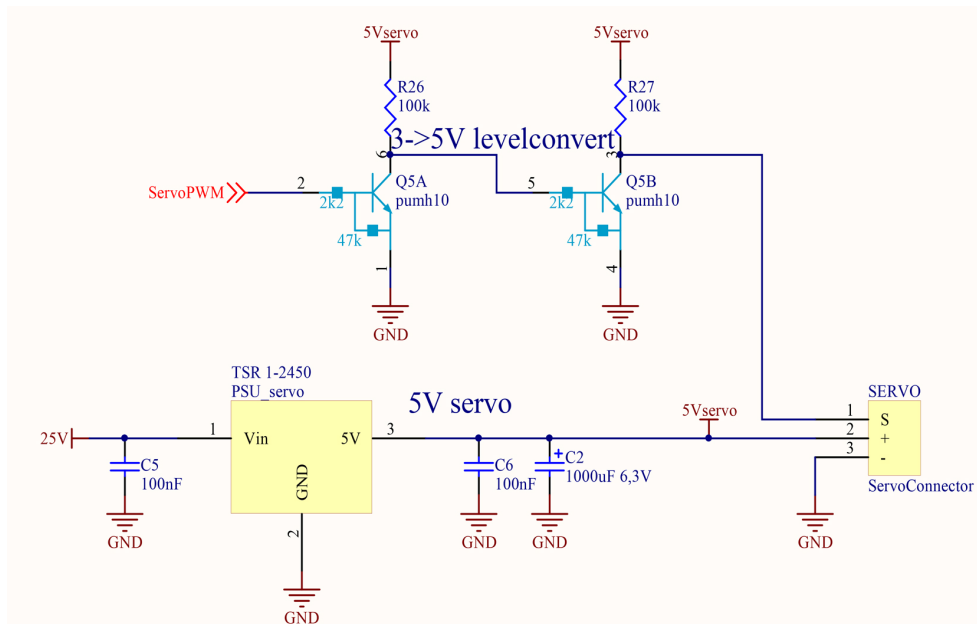 5Vservo
5Vservo
R26
100k
R27
100k
3->5V levelconvert
6
3
ServoPWM
2
2k2
Q5A
pumh10
47k
1
GND
5
2k2
Q5B
pumh10
47k
4
GND
TSR 1-2450
PSU_servo
5V servo
25V
1
Vin
5V
3
GND
2
GND
C5
100nF
GND
C6
100nF
GND
C2
1000uF 6,3V
+
GND
5Vservo
SERVO
1
S
2
+
3
-
ServoConnector
GND